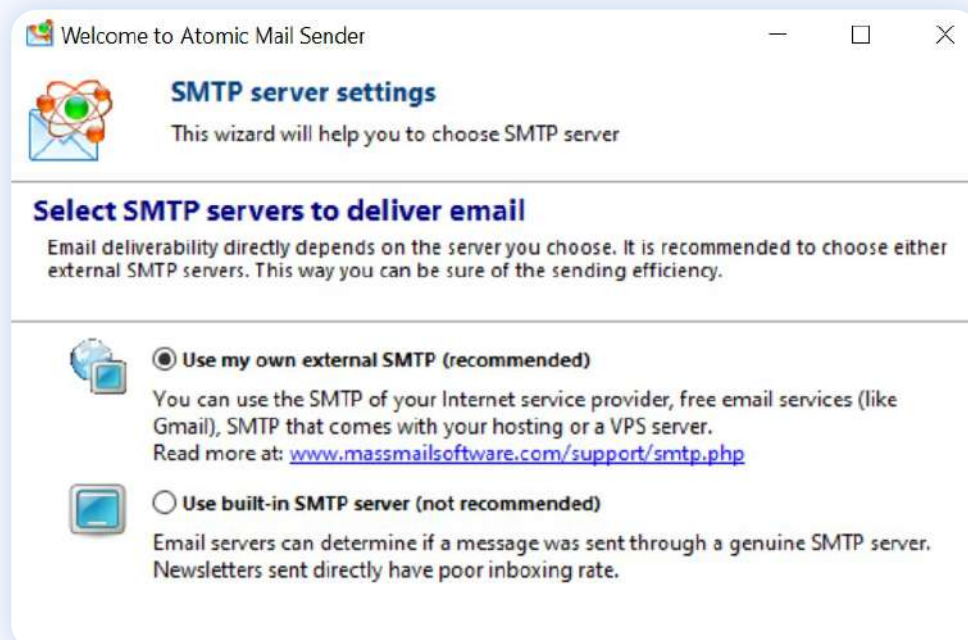 Welcome to Atomic Mail Sender
SMTP server settings
This wizard will help you to choose SMTP server
Select SMTP servers to deliver email
Email deliverability directly depends on the server you choose. It is recommended to choose either
external SMTP servers. This way you can be sure of the sending efficiency.
Use my own external SMTP (recommended)
You can use the SMTP of your Internet service provider, free email services (like
Gmail), SMTP that comes with your hosting or a VPS server.
Read more at: www.massmailsoftware.com/support/smtp.php
Use built-in SMTP server (not recommended)
Email servers can determine if a message was sent through a genuine SMTP server.
Newsletters sent directly have poor inboxing rate.